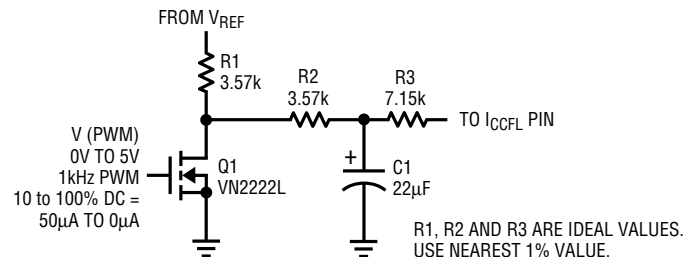 FROM VREF
R1
3.57k
R2
3.57k
R3
7.15k
TO ICCFL PIN
V (PWM)
0V TO 5V
1kHz PWM
10 to 100% DC =
50µA TO 0µA
Q1
VN2222L
+
C1
22µF
R1, R2 AND R3 ARE IDEAL VALUES.
USE NEAREST 1% VALUE.